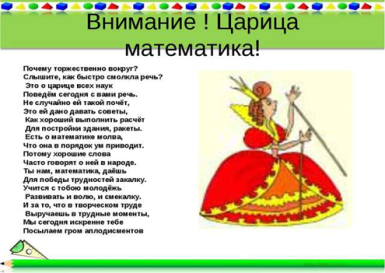 Внимание ! Царица
математика!
Почему торжественно вокруг?
Слышите, как быстро смолкла речь?
Это о царице всех наук
Поведём сегодня с вами речь.
Не случайно ей такой почёт,
Это ей дано давать советы,
Как хороший выполнить расчёт
Для постройки здания, ракеты.
Есть о математике молва,
Что она в порядок ум приводит.
Потому хорошие слова
Часто говорят о ней в народе.
Ты нам, математика, даёшь
Для победы трудностей закалку.
Учится с тобою молодёжь
Развивать и волю, и смекалку.
И за то, что в творческом труде
Выручаешь в трудные моменты,
Мы сегодня искренне тебе
Посылаем гром аплодисментов